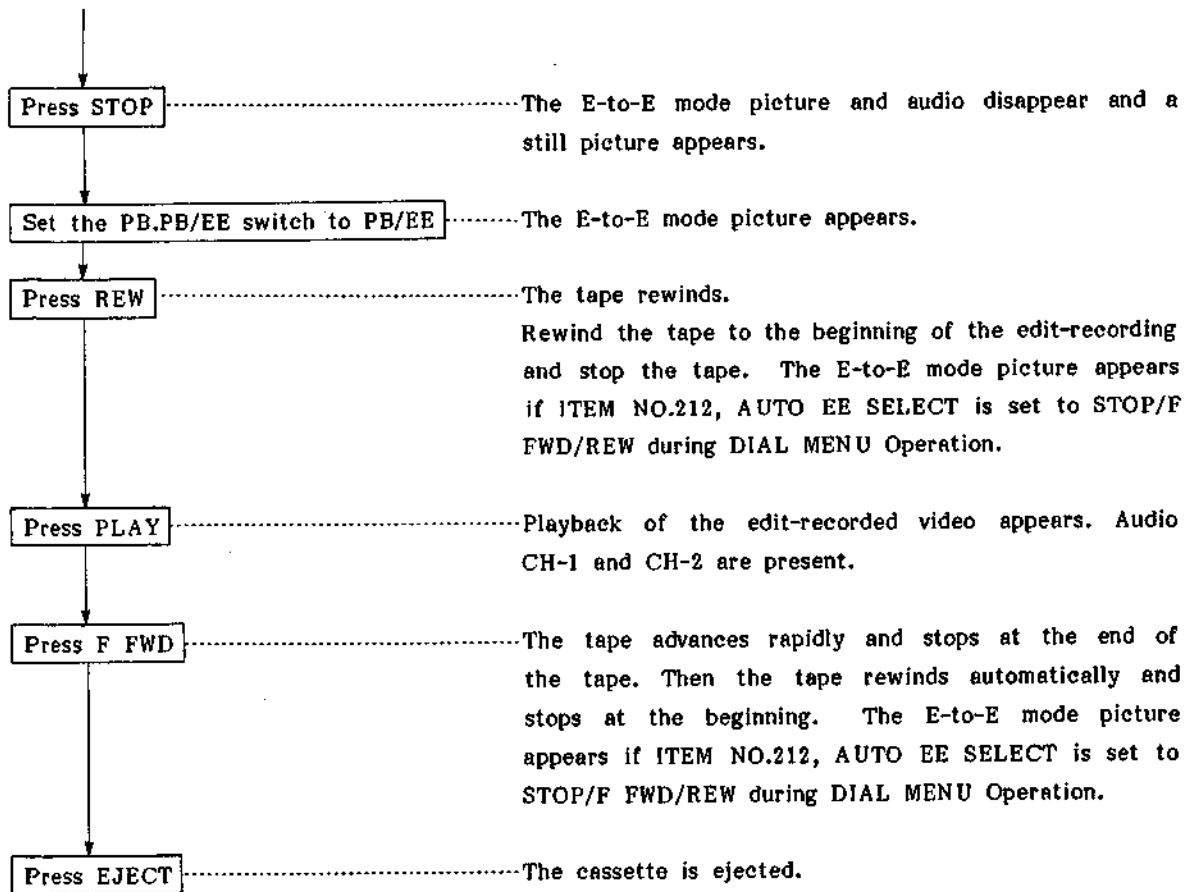 Press STOP
The E-to-E mode picture and audio disappear and a
still picture appears.
Set the PB.PB/EE switch to PB/EE
The E-to-E mode picture appears.
Press REW
The tape rewinds.
Rewind the tape to the beginning of the edit-recording
and stop the tape. The E-to-E mode picture appears
if ITEM NO.212, AUTO EE SELECT is set to STOP/F
FWD/REW during DIAL MENU Operation.
Press PLAY
Playback of the edit-recorded video appears. Audio
CH-1 and CH-2 are present.
Press F FWD
The tape advances rapidly and stops at the end of
the tape. Then the tape rewinds automatically and
stops at the beginning. The E-to-E mode picture
appears if ITEM NO.212, AUTO EE SELECT is set to
STOP/F FWD/REW during DIAL MENU Operation.
Press EJECT
The cassette is ejected.